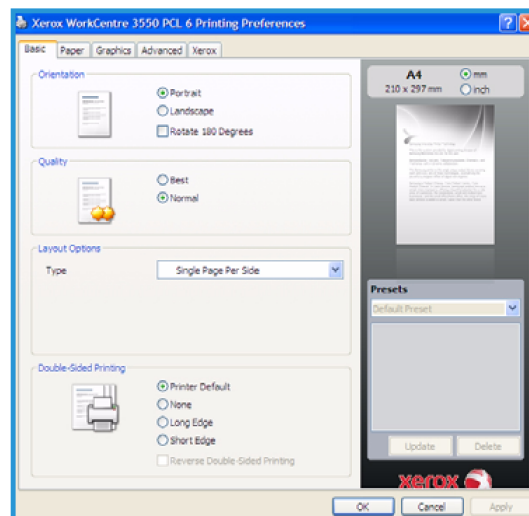 Xerox WorkCentre 3550 PCL 6 Printing Preferences
Basic Paper Graphics Advanced Xerox
Orientation
Portrait
Landscape
Rotate 180 Degrees
Quality
Best
Normal
Layout Options
Type Single Page Per Side
Double-Sided Printing
Printer Default
None
Long Edge
Short Edge
Reverse Double-Sided Printing
A4
210 x 297 mm
mm
inch
Presets
Default Preset
Update Delete
xerox
OK Cancel Apply